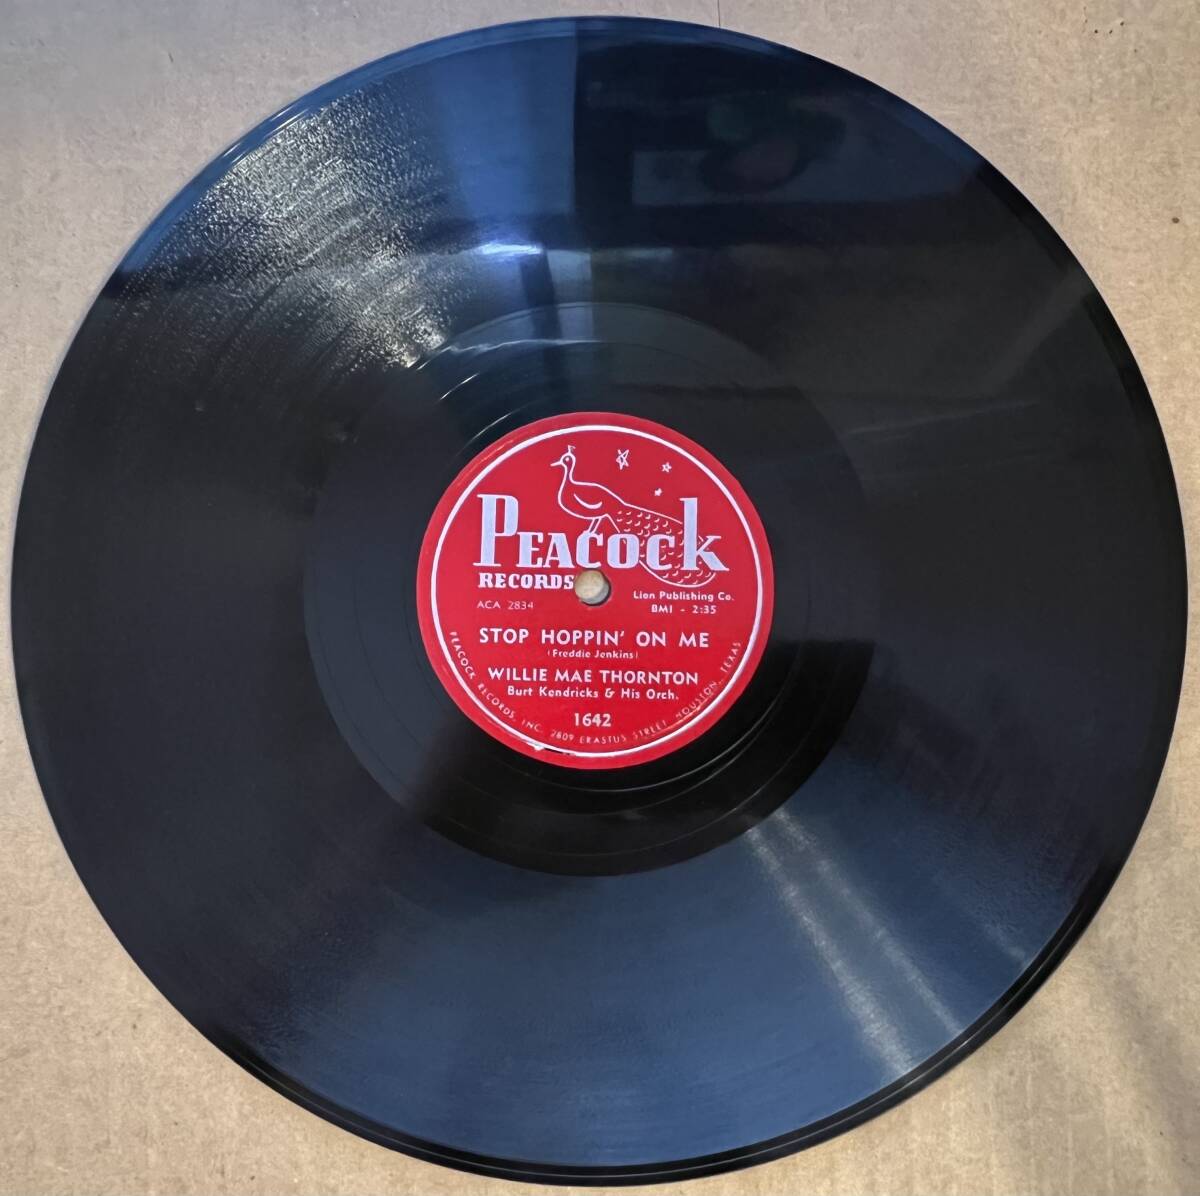 PEACOCK
RECORDS
ACA 2834
Lion Publishing Co.
BMI - 2:35
STOP HOPPIN' ON ME
(Freddie Jenkins)
WILLIE MAE THORNTON
Burt Kendricks & His Orch.
1642
PEACOCK RECORDS, INC. 2809 ERASTUS STREET, HOUSTON, TEXAS